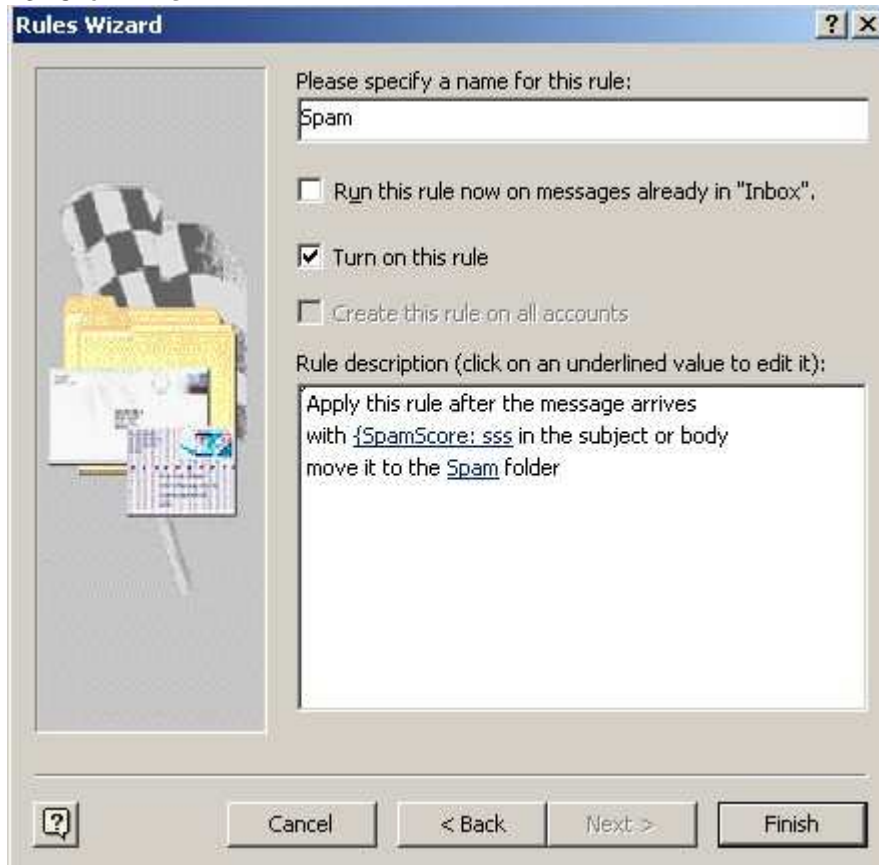 Rules Wizard
Please specify a name for this rule:
Spam
Run this rule now on messages already in "Inbox".
Turn on this rule
Create this rule on all accounts
Rule description (click on an underlined value to edit it):
Apply this rule after the message arrives
with {SpamScore: sss in the subject or body
move it to the Spam folder
Cancel
< Back
Next >
Finish